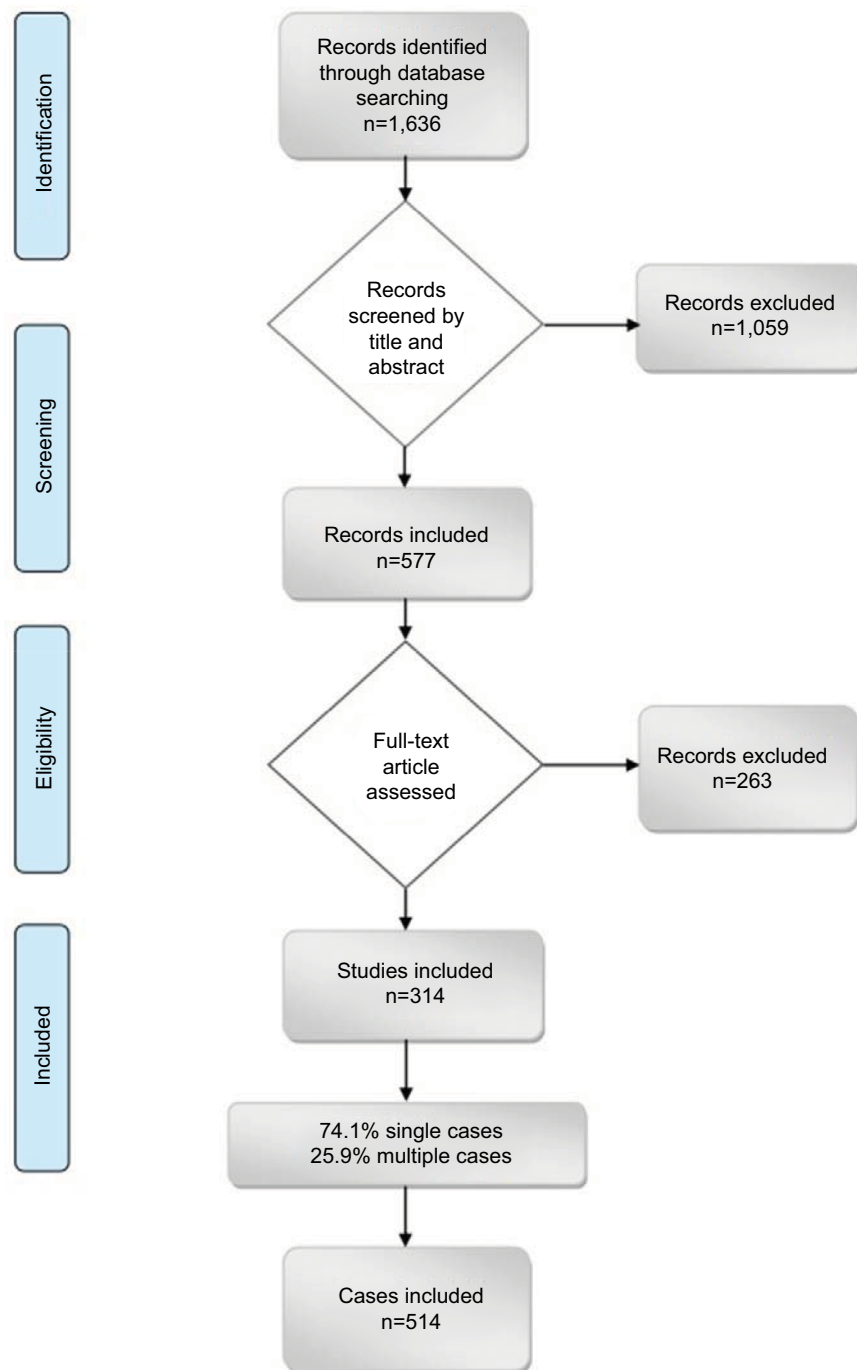 Identification
Records identified
through database
searching
n=1,636
Records
screened by
title and
abstract
Records excluded
n=1,059
Screening
Records included
n=577
Eligibility
Full-text
article
assessed
Records excluded
n=263
Included
Studies included
n=314
74.1% single cases
25.9% multiple cases
Cases included
n=514